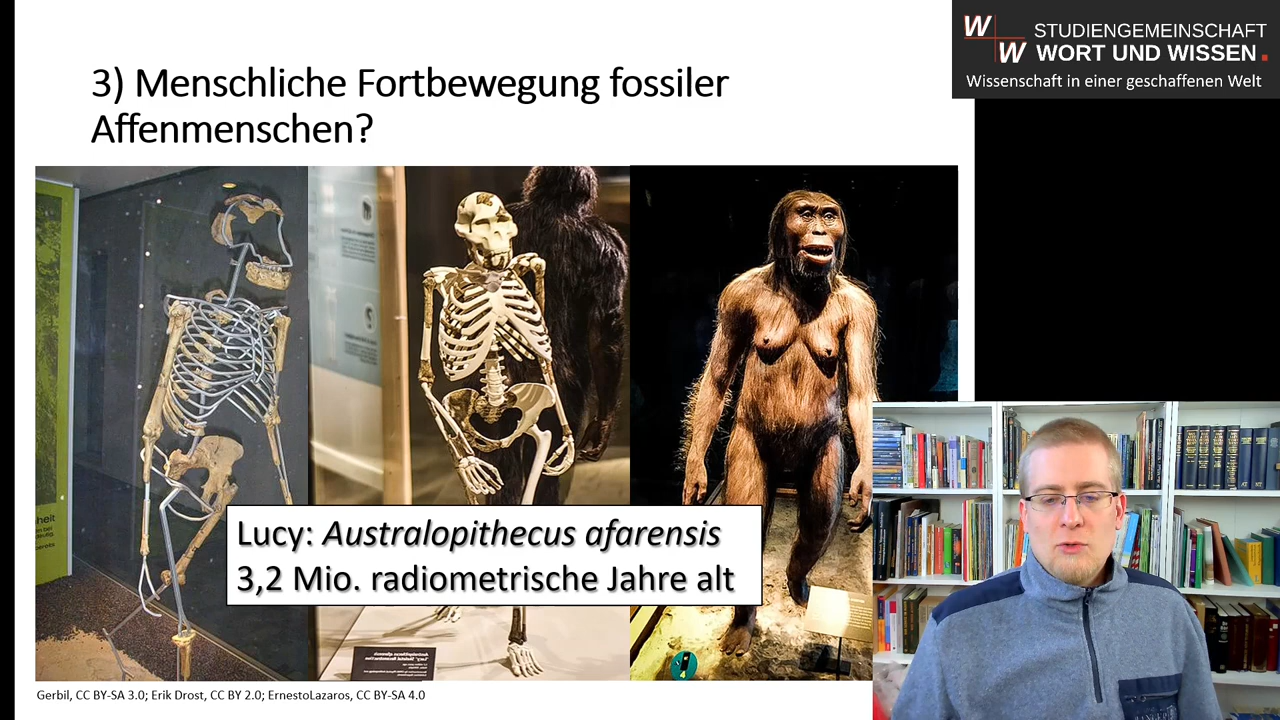 STUDIENGEMEINSCHAFT
WORT UND WISSEN.
Wissenschaft in einer geschaffenen Welt
3) Menschliche Fortbewegung fossiler
Affenmenschen?
Lucy: Australopithecus afarensis
3,2 Mio. radiometrische Jahre alt
4
Gerbil, CC BY-SA 3.0; Erik Drost, CC BY 2.0; ErnestoLazaros, CC BY-SA 4.0